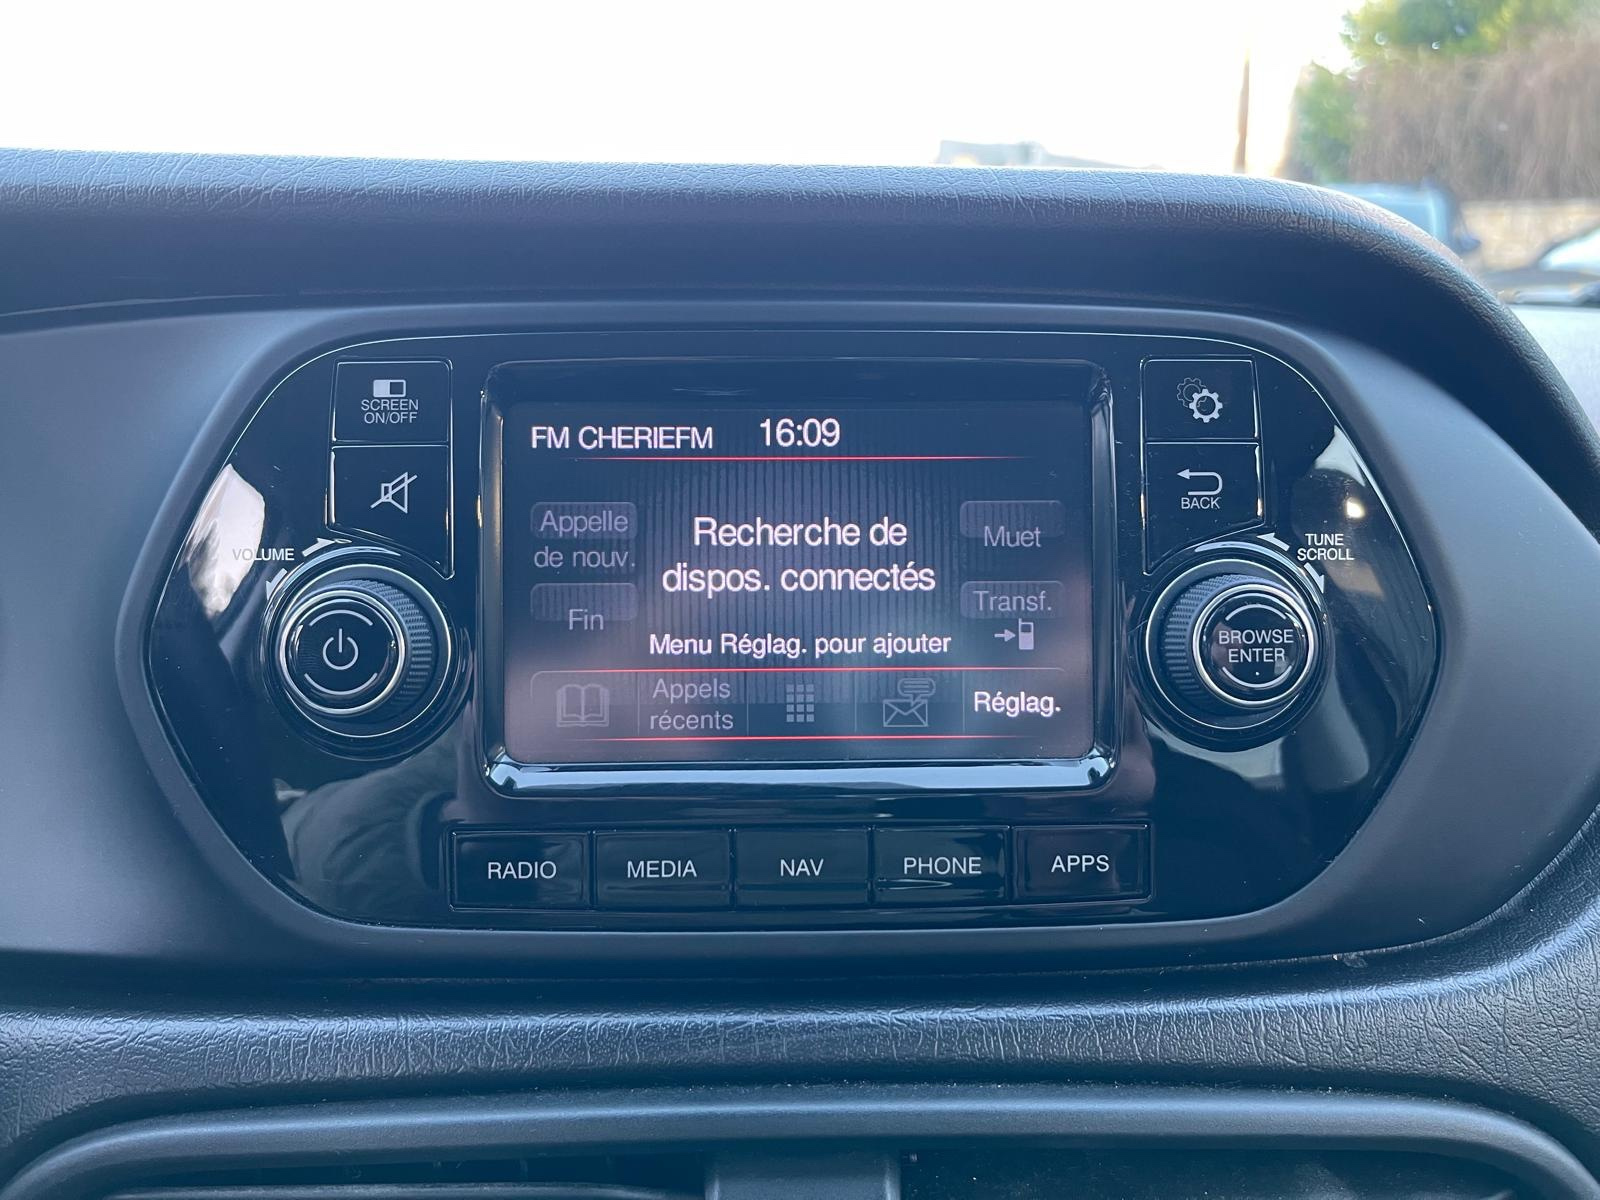 SCREEN
ON/OFF
VOLUME
FM CHERIEFM 16:09
Appelle
de nouv.
Fin
Recherche de
dispos. connectés
Menu Réglag. pour ajouter
Muet
Transf.
Appels
récents
Réglag.
BACK
TUNE
SCROLL
BROWSE
ENTER
RADIO MEDIA NAV PHONE APPS